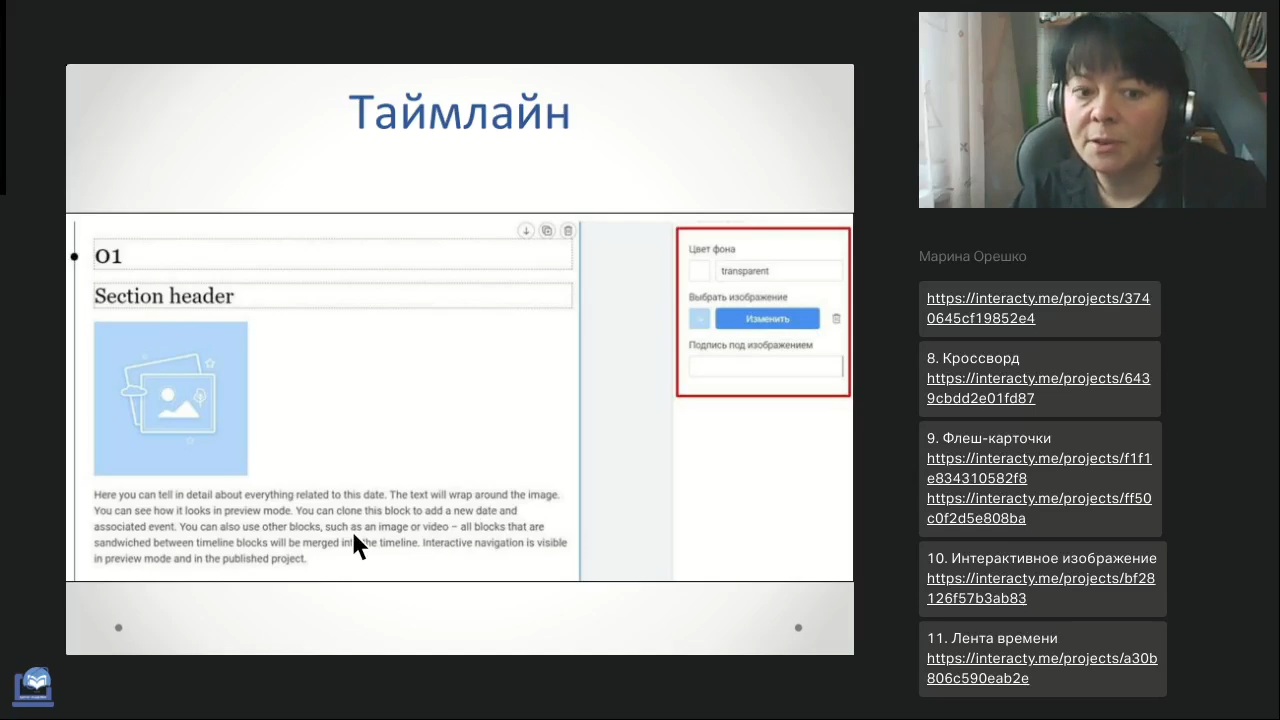 Таймлайн
01
Section header
Here you can tell in detail about everything related to this date. The text will wrap around the image.
You can see how it looks in preview mode. You can clone this block to add a new date and
associated event. You can also use other blocks, such as an image or video – all blocks that are
sandwiched between timeline blocks will be merged into the timeline. Interactive navigation is visible
in preview mode and in the published project.
Цвет фона
transparent
Выбрать изображение
Изменить
Подпись под изображением
Марина Орешко
https://interacty.me/projects/374
0645cf19852e4
8. Кроссворд
https://interacty.me/projects/643
9cbdd2e01fd87
9. Флеш-карточки
https://interacty.me/projects/f1f1
e834310582f8
https://interacty.me/projects/ff50
c0f2d5e808ba
10. Интерактивное изображение
https://interacty.me/projects/bf28
126f57b3ab83
11. Лента времени
https://interacty.me/projects/a30b
806c590eab2e